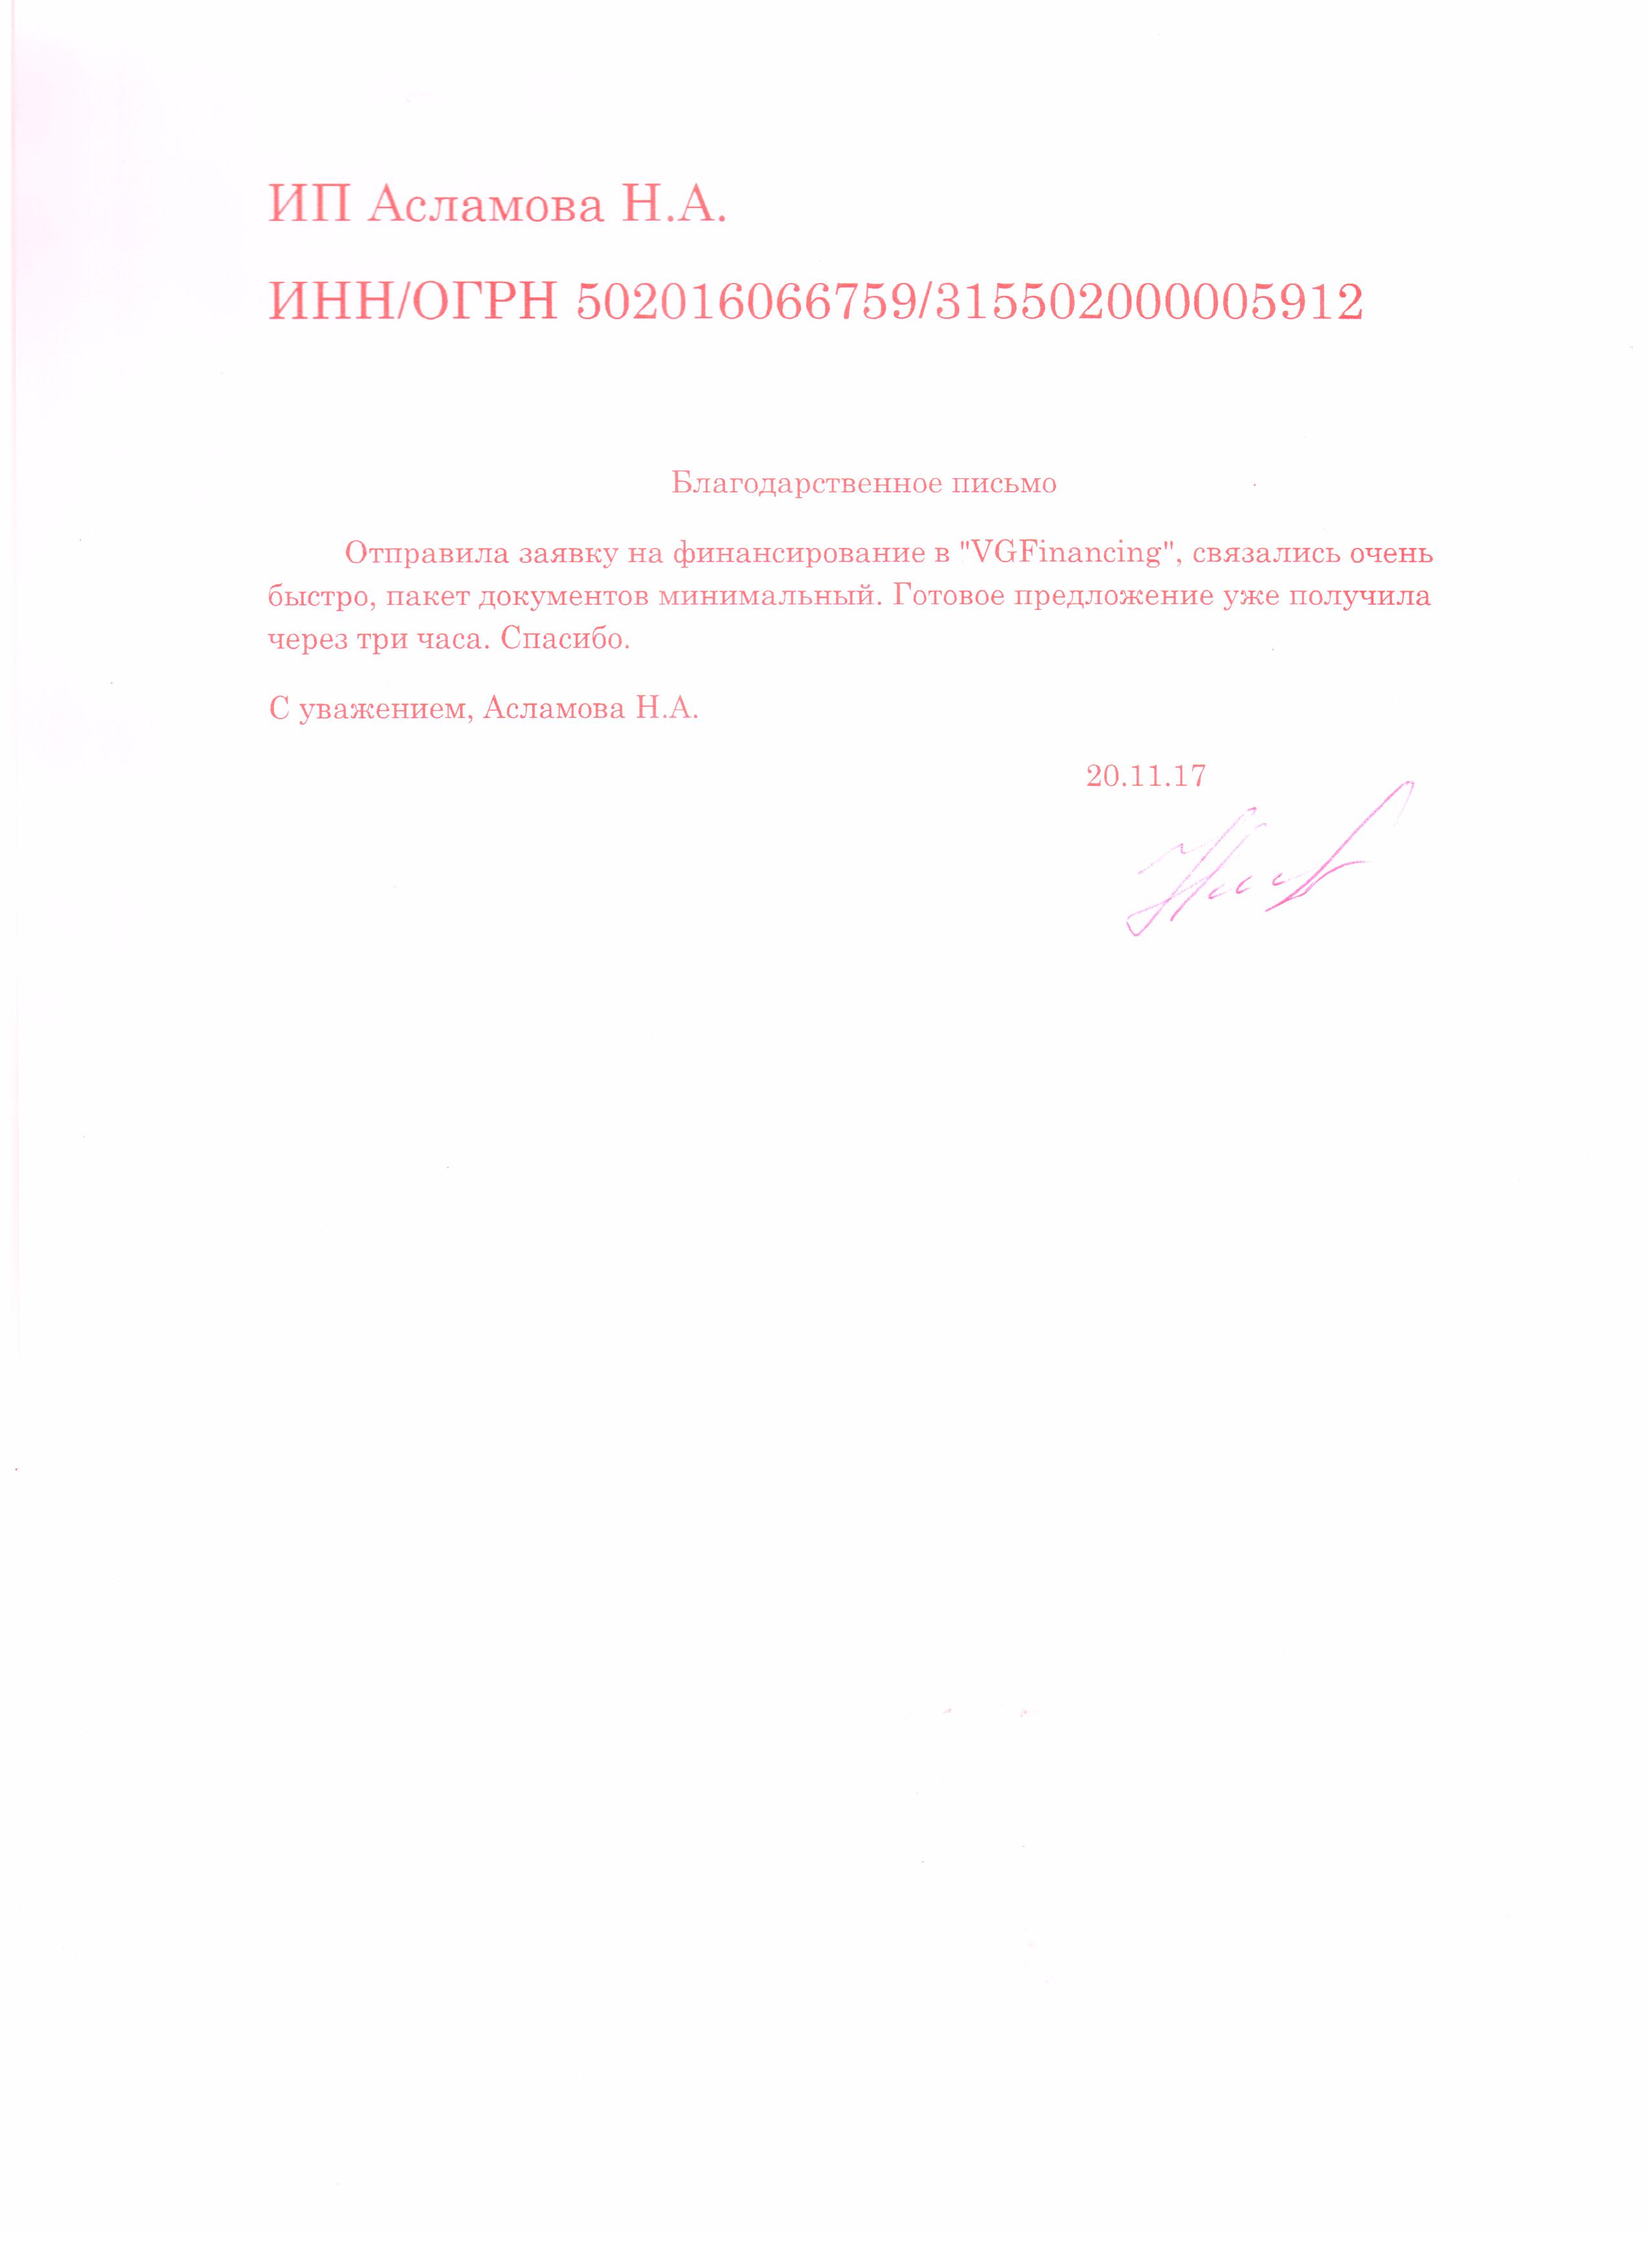 ИП Асламова Н.А.
ИНН/ОГРН 502016066759/315502000005912
Благодарственное письмо
Отправила заявку на финансирование в "VGFinancing", связались очень
быстро, пакет документов минимальный. Готовое предложение уже получила
через три часа. Спасибо.
С уважением, Асламова Н.А.
20.11.17